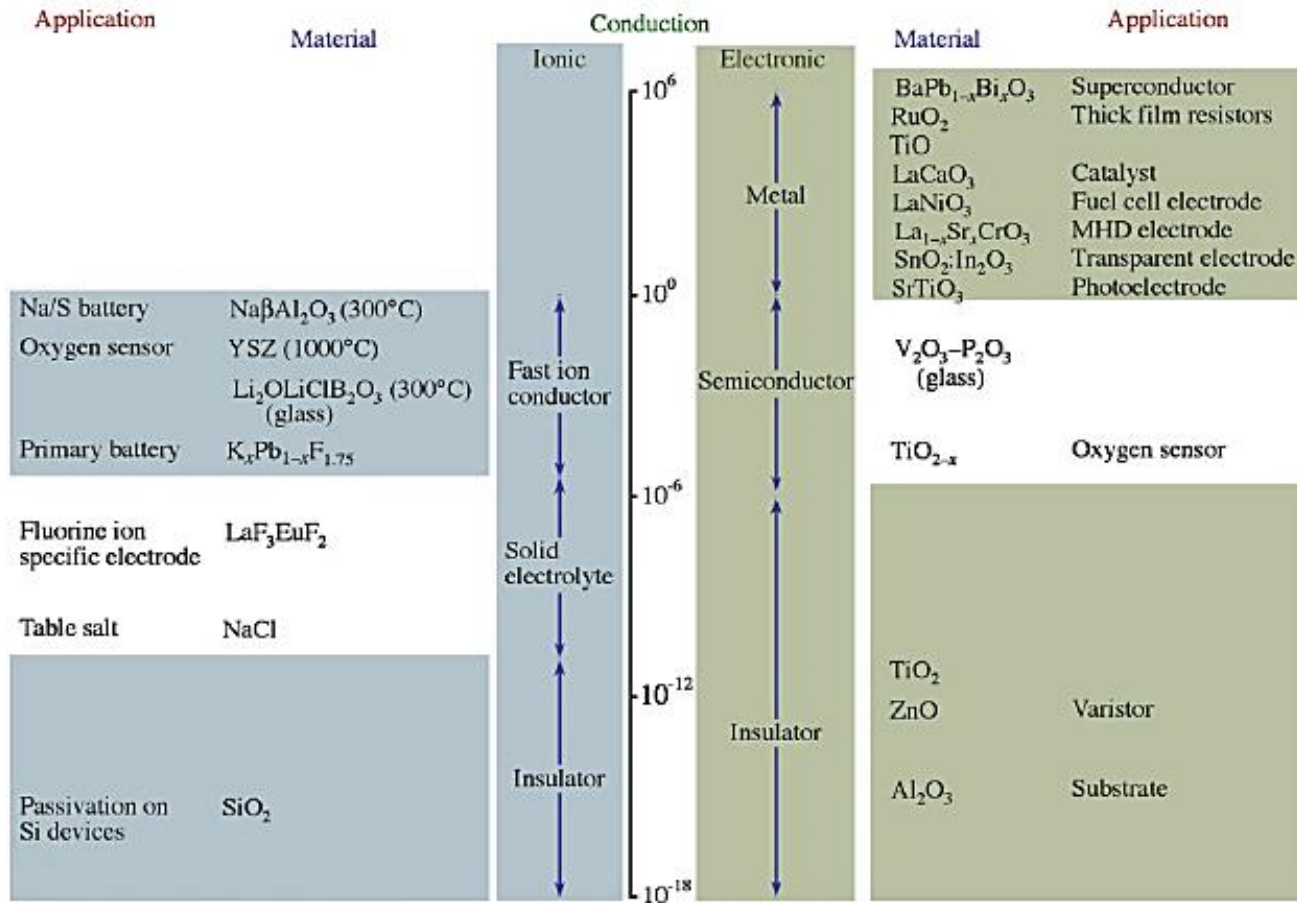 Application
Material
Conduction
Material
Application
Ionic
Electronic
10⁶
10⁰
10⁻⁶
10⁻¹²
10⁻¹⁸
Na/S battery NaβAl₂O₃ (300°C)
Oxygen sensor YSZ (1000°C)
Li₂OLiClB₂O₃ (300°C)
(glass)
Primary battery KₓPb₁₋ₓF₁.₇₅
Fluorine ion
specific electrode
LaF₃EuF₂
Table salt NaCl
Passivation on
Si devices
SiO₂
Fast ion
conductor
Solid
electrolyte
Insulator
Metal
Semiconductor
Insulator
BaPb₁₋ₓBiₓO₃ Superconductor
RuO₂ Thick film resistors
TiO
LaCaO₃ Catalyst
LaNiO₃ Fuel cell electrode
La₁₋ₓSrₓCrO₃ MHD electrode
SnO₂:In₂O₃ Transparent electrode
SrTiO₃ Photoelectrode
V₂O₃–P₂O₃
(glass)
TiO₂₋ₓ Oxygen sensor
TiO₂
ZnO Varistor
Al₂O₃ Substrate